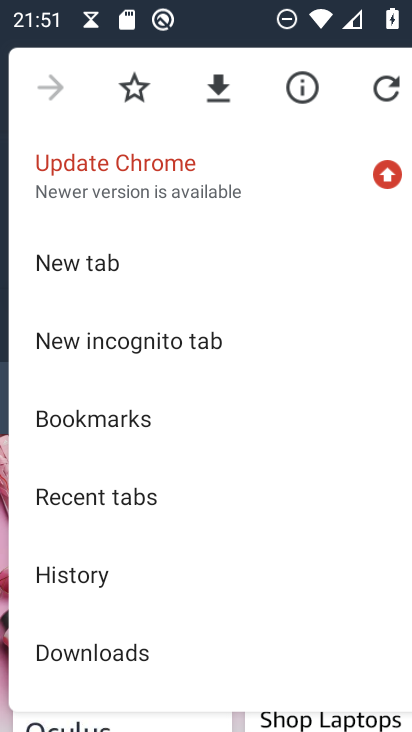 21:51
Update Chrome
Newer version is available
New tab
New incognito tab
Bookmarks
Recent tabs
History
Downloads
Oculus
Shop Laptops